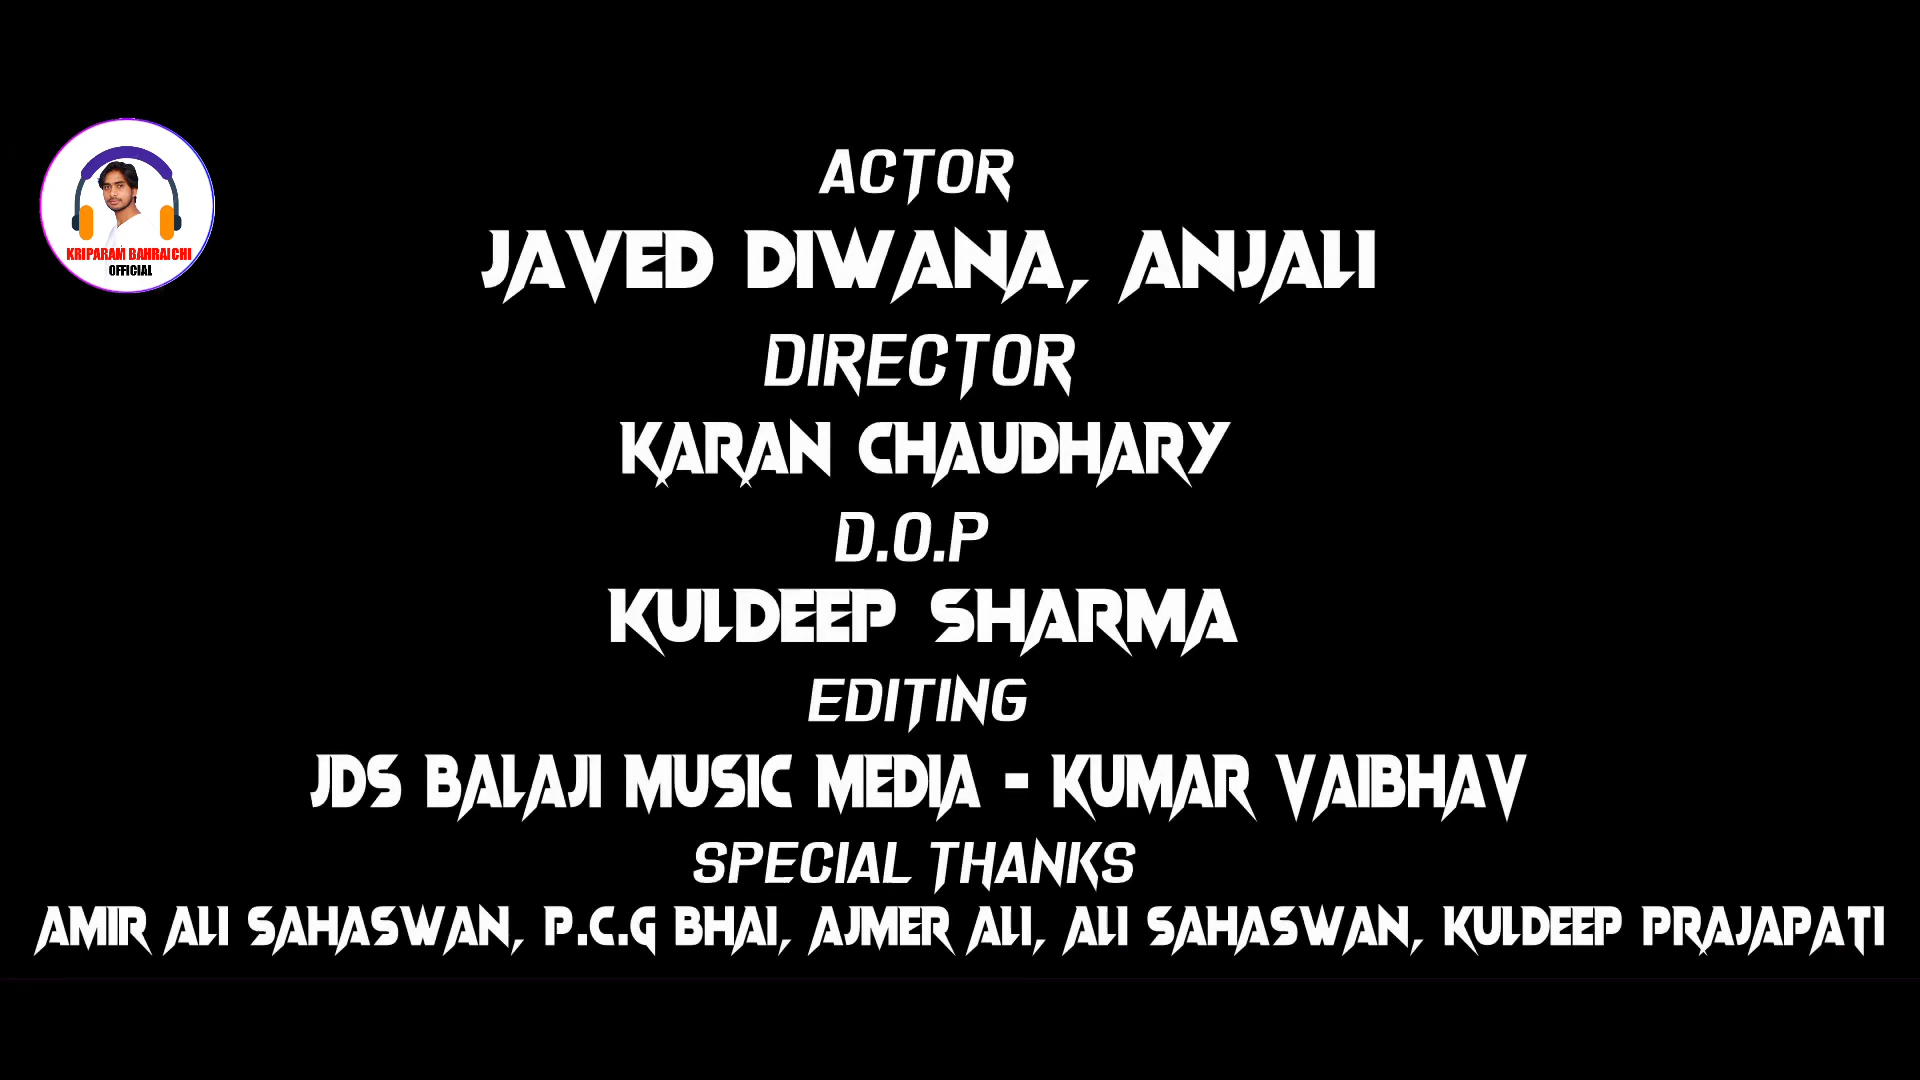 KRIPARAM BAHRAICHI
OFFICIAL
ACTOR
JAVED DIWANA, ANJALI
DIRECTOR
KARAN CHAUDHARY
D.O.P
KULDEEP SHARMA
EDITING
JDS BALAJI MUSIC MEDIA - KUMAR VAIBHAV
SPECIAL THANKS
AMIR ALI SAHASWAN, P.C.G BHAI, AJMER ALI, ALI SAHASWAN, KULDEEP PRAJAPATI